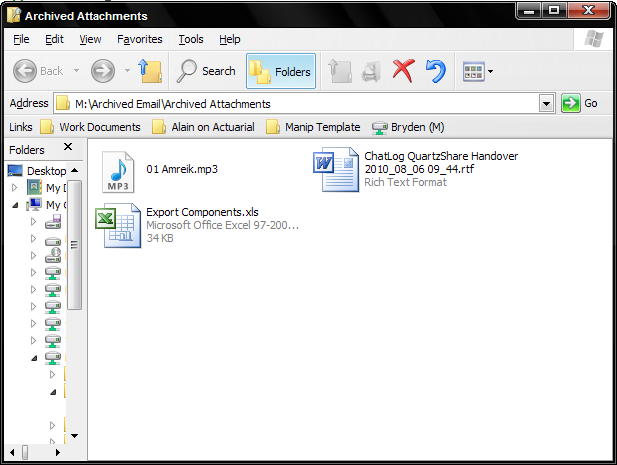 Archived Attachments
File Edit View Favorites Tools Help
Back Search Folders
Address M:\Archived Email\Archived Attachments Go
Links Work Documents Alain on Actuarial Manip Template Bryden (M)
Folders
Desktop
My D
My C
MP3
01 Amreik.mp3
ChatLog QuartzShare Handover
2010_08_06 09_44.rtf
Rich Text Format
Export Components.xls
Microsoft Office Excel 97-200...
34 KB